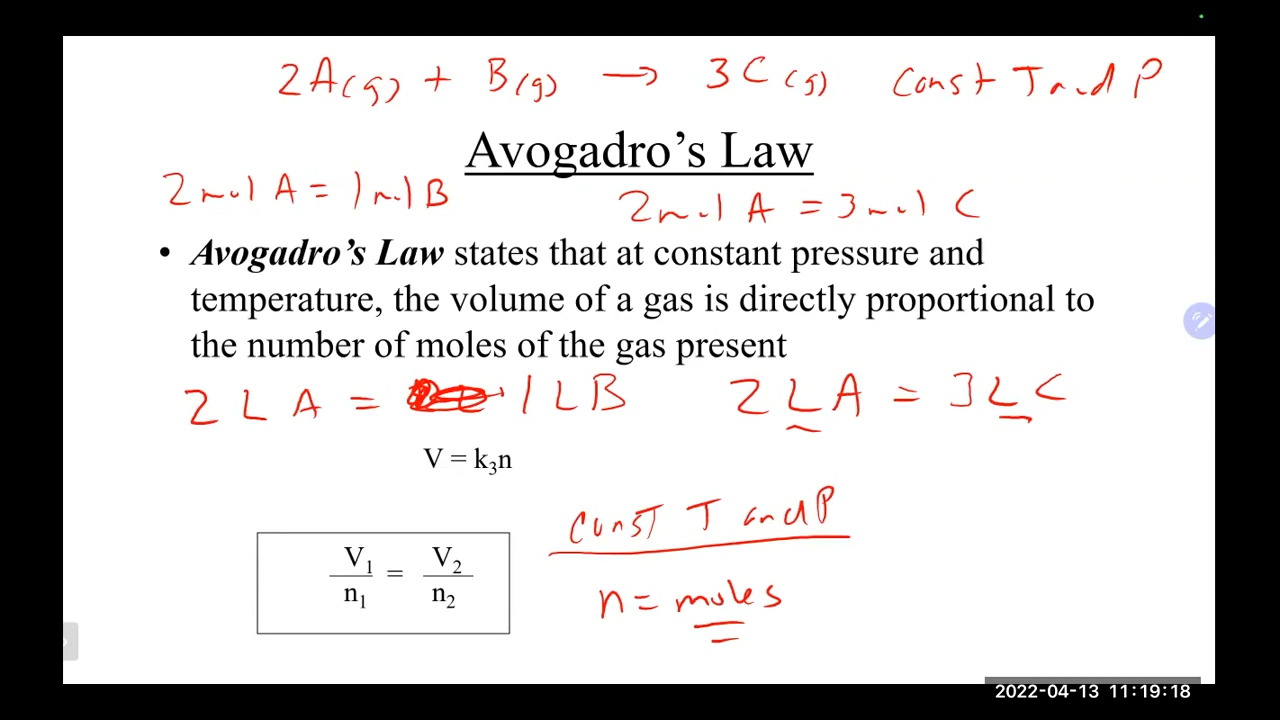 2A(g) + B(g) → 3C(g) Const T and P
Avogadro’s Law
2 mol A = 1 mol B 2 mol A = 3 mol C
• Avogadro’s Law states that at constant pressure and
temperature, the volume of a gas is directly proportional to
the number of moles of the gas present
2 L A = 1 L B 2 L A = 3 L C
V = k₃n
const T and P
V₁ = V₂
n₁ n₂
n = moles
2022-04-13 11:19:18